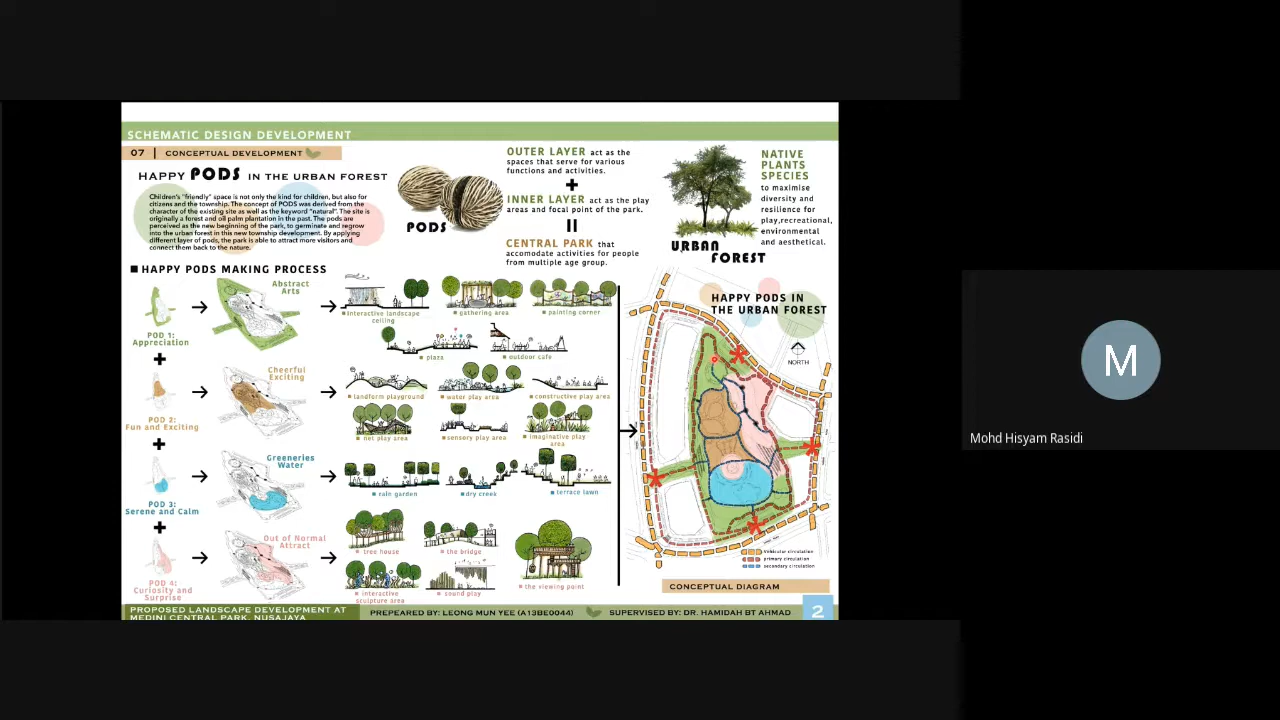 SCHEMATIC DESIGN DEVELOPMENT
07 | CONCEPTUAL DEVELOPMENT
HAPPY PODS IN THE URBAN FOREST
Children's "friendly" space is not only the kind for children, but also for
citizens and the township. The concept of PODS was derived from the
character of the existing site as well as the keyword "natural". The site is
originally a forest and oil palm plantation in the past. The pods are
perceived as the new beginning of the park, to germinate and regrow
into the urban forest in this new township development. By applying
different layer of pods, the park is able to attract more visitors and
connect them back to the nature.
PODS
OUTER LAYER act as the
spaces that serve for various
functions and activities.
+
INNER LAYER act as the play
areas and focal point of the park.
=
CENTRAL PARK that
accomodate activities for people
from multiple age group.
URBAN
FOREST
NATIVE
PLANTS
SPECIES
to maximise
diversity and
resilience for
play,recreational,
environmental
and aesthetical.
HAPPY PODS MAKING PROCESS
POD 1:
Appreciation
Abstract
Arts
interactive landscape
ceiling
gathering area
painting corner
plaza
outdoor cafe
+
POD 2:
Fun and Exciting
Cheerful
Exciting
landform playground
water play area
constructive play area
net play area
sensory play area
imaginative play
area
+
POD 3:
Serene and Calm
Greeneries
Water
rain garden
dry creek
terrace lawn
+
POD 4:
Curiosity and
Surprise
Out of Normal
Attract
tree house
the bridge
interactive
sculpture area
sound play
the viewing point
HAPPY PODS IN
THE URBAN FOREST
NORTH
Vehicular circulation
primary circulation
secondary circulation
CONCEPTUAL DIAGRAM
PROPOSED LANDSCAPE DEVELOPMENT AT
MEDINI CENTRAL PARK, NUSAJAYA
PREPEARED BY: LEONG MUN YEE (A13BE0044)
SUPERVISED BY: DR. HAMIDAH BT AHMAD
2
M
Mohd Hisyam Rasidi